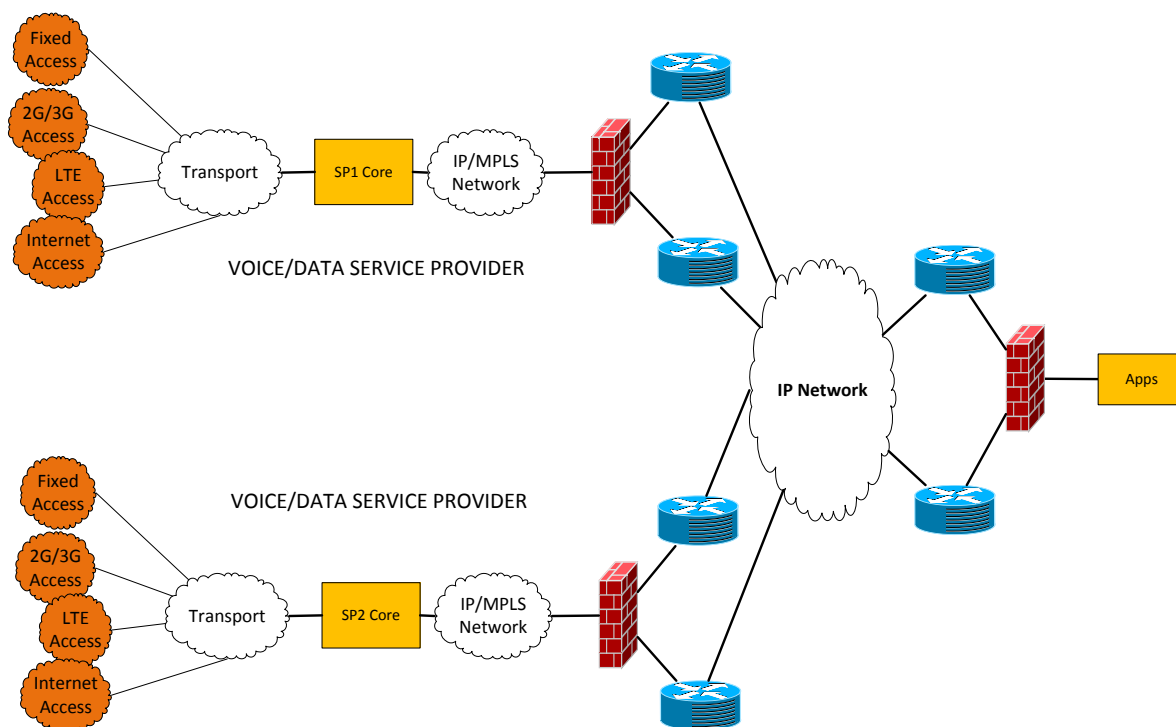 Fixed
Access
2G/3G
Access
LTE
Access
Internet
Access
Transport
SP1 Core
IP/MPLS
Network
VOICE/DATA SERVICE PROVIDER
IP Network
Apps
Fixed
Access
2G/3G
Access
LTE
Access
Internet
Access
Transport
SP2 Core
IP/MPLS
Network
VOICE/DATA SERVICE PROVIDER